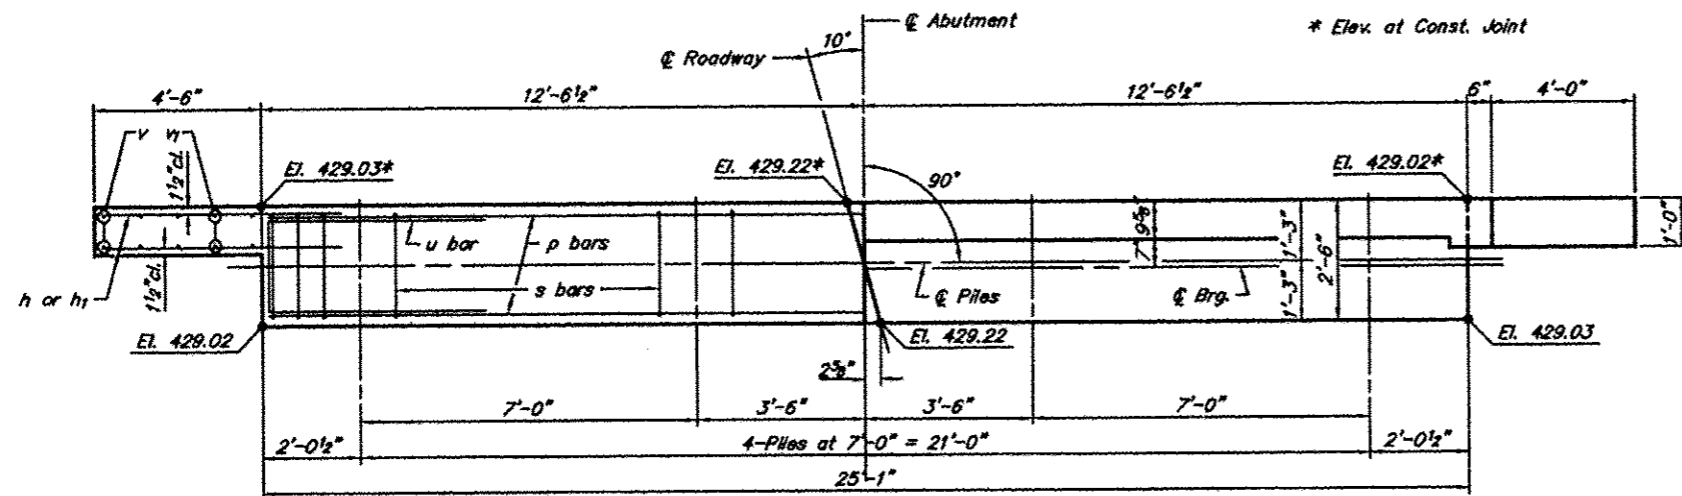 ℄ Abutment
* Elev. at Const. Joint
10°
℄ Roadway
4'-6"
12'-6½"
12'-6½"
6"
4'-0"
v v₁
1½" cl.
El. 429.03*
El. 429.22*
El. 429.02*
90°
u bar
p bars
7'
9⅝"
1'-3"
2'-6"
1'-0"
s bars
h or h₁
1½" cl.
℄ Piles
℄ Brg.
1'-3"
El. 429.02
El. 429.22
El. 429.03
2⅝"
7'-0"
3'-6"
3'-6"
7'-0"
2'-0½"
4-Piles at 7'-0" = 21'-0"
2'-0½"
25'-1"